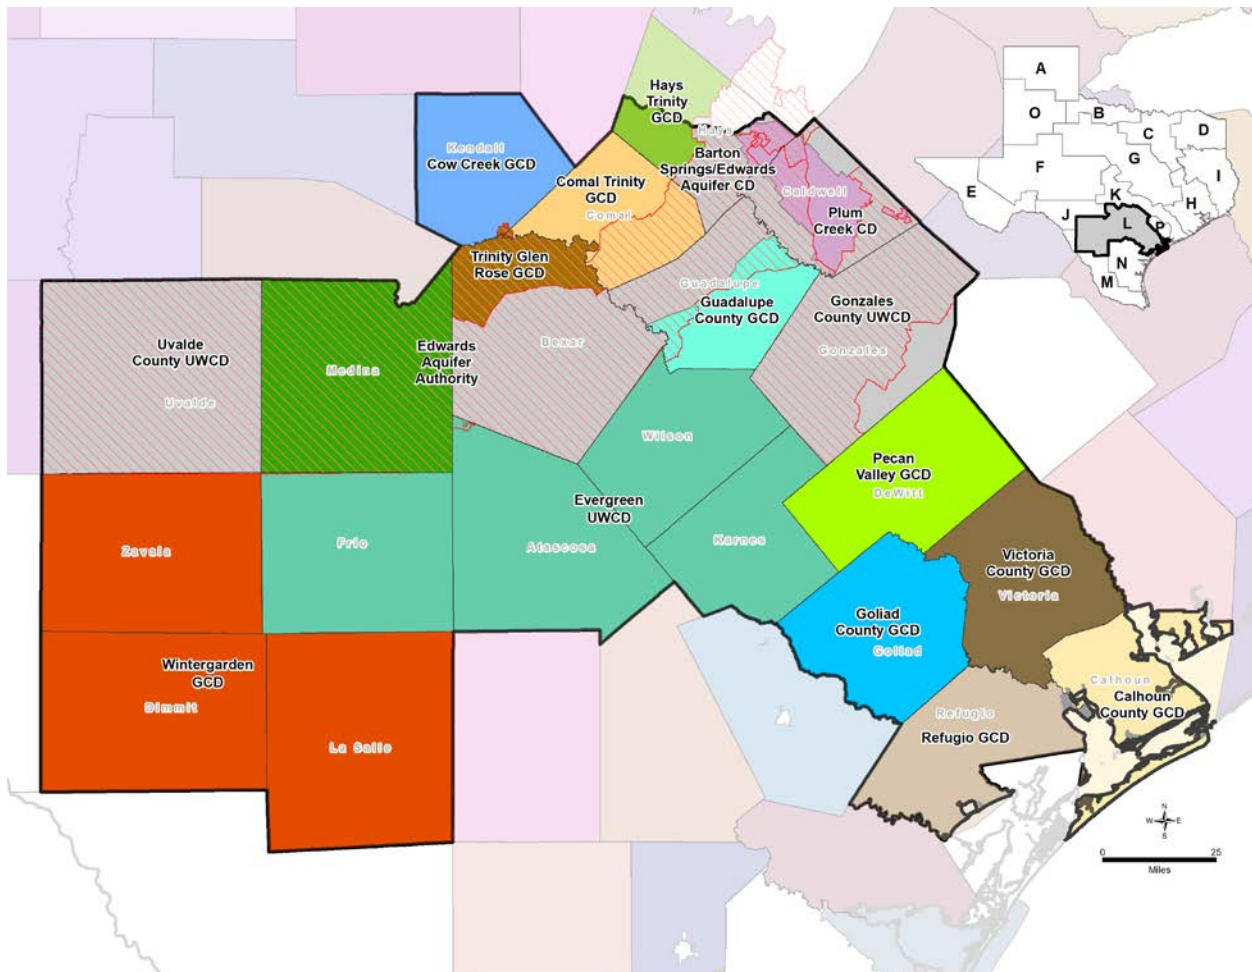 Hays
Trinity
GCD
Hays
Kendall
Cow Creek GCD
Comal Trinity
GCD
Comal
Barton
Springs/Edwards
Aquifer CD
Caldwell
Plum
Creek CD
Trinity Glen
Rose GCD
Guadalupe
Guadalupe
County GCD
Gonzales
County UWCD
Gonzales
Uvalde
County UWCD
Uvalde
Medina
Edwards
Aquifer
Authority
Bexar
Wilson
Pecan
Valley GCD
DeWitt
Evergreen
UWCD
Zavala
Frio
Atascosa
Karnes
Victoria
County GCD
Victoria
Goliad
County GCD
Goliad
Wintergarden
GCD
Dimmit
La Salle
Refugio
Refugio GCD
Calhoun
Calhoun
County GCD
A
O
B
C
D
F
G
I
E
K
H
J
L
P
N
M
N
W
E
S
0
25
Miles